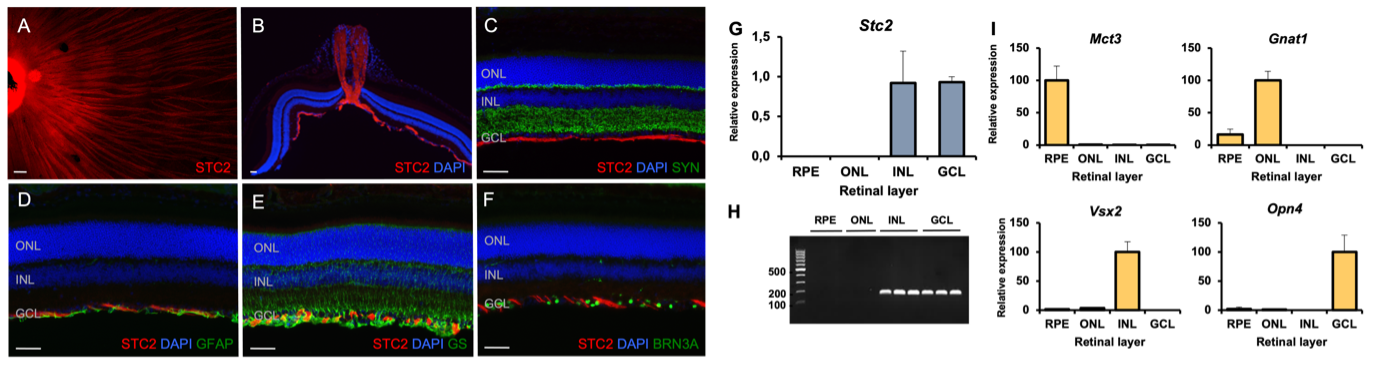 A
STC2
B
STC2 DAPI
C
ONL
INL
GCL
STC2 DAPI SYN
D
ONL
INL
GCL
STC2 DAPI GFAP
E
ONL
INL
GCL
STC2 DAPI GS
F
ONL
INL
GCL
STC2 DAPI BRN3A
G
Stc2
Relative expression
1,5
1,0
0,5
0,0
RPE ONL INL GCL
Retinal layer
H
RPE ONL INL GCL
500
200
100
I
Mct3
Relative expression
150
100
50
0
RPE ONL INL GCL
Retinal layer
Gnat1
150
100
50
0
RPE ONL INL GCL
Retinal layer
Vsx2
Relative expression
150
100
50
0
RPE ONL INL GCL
Retinal layer
Opn4
150
100
50
0
RPE ONL INL GCL
Retinal layer